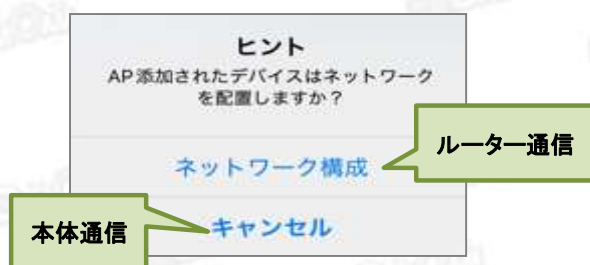 ヒント
AP添加されたデバイスはネットワーク
を配置しますか?
ルーター通信
ネットワーク構成
本体通信
キャンセル